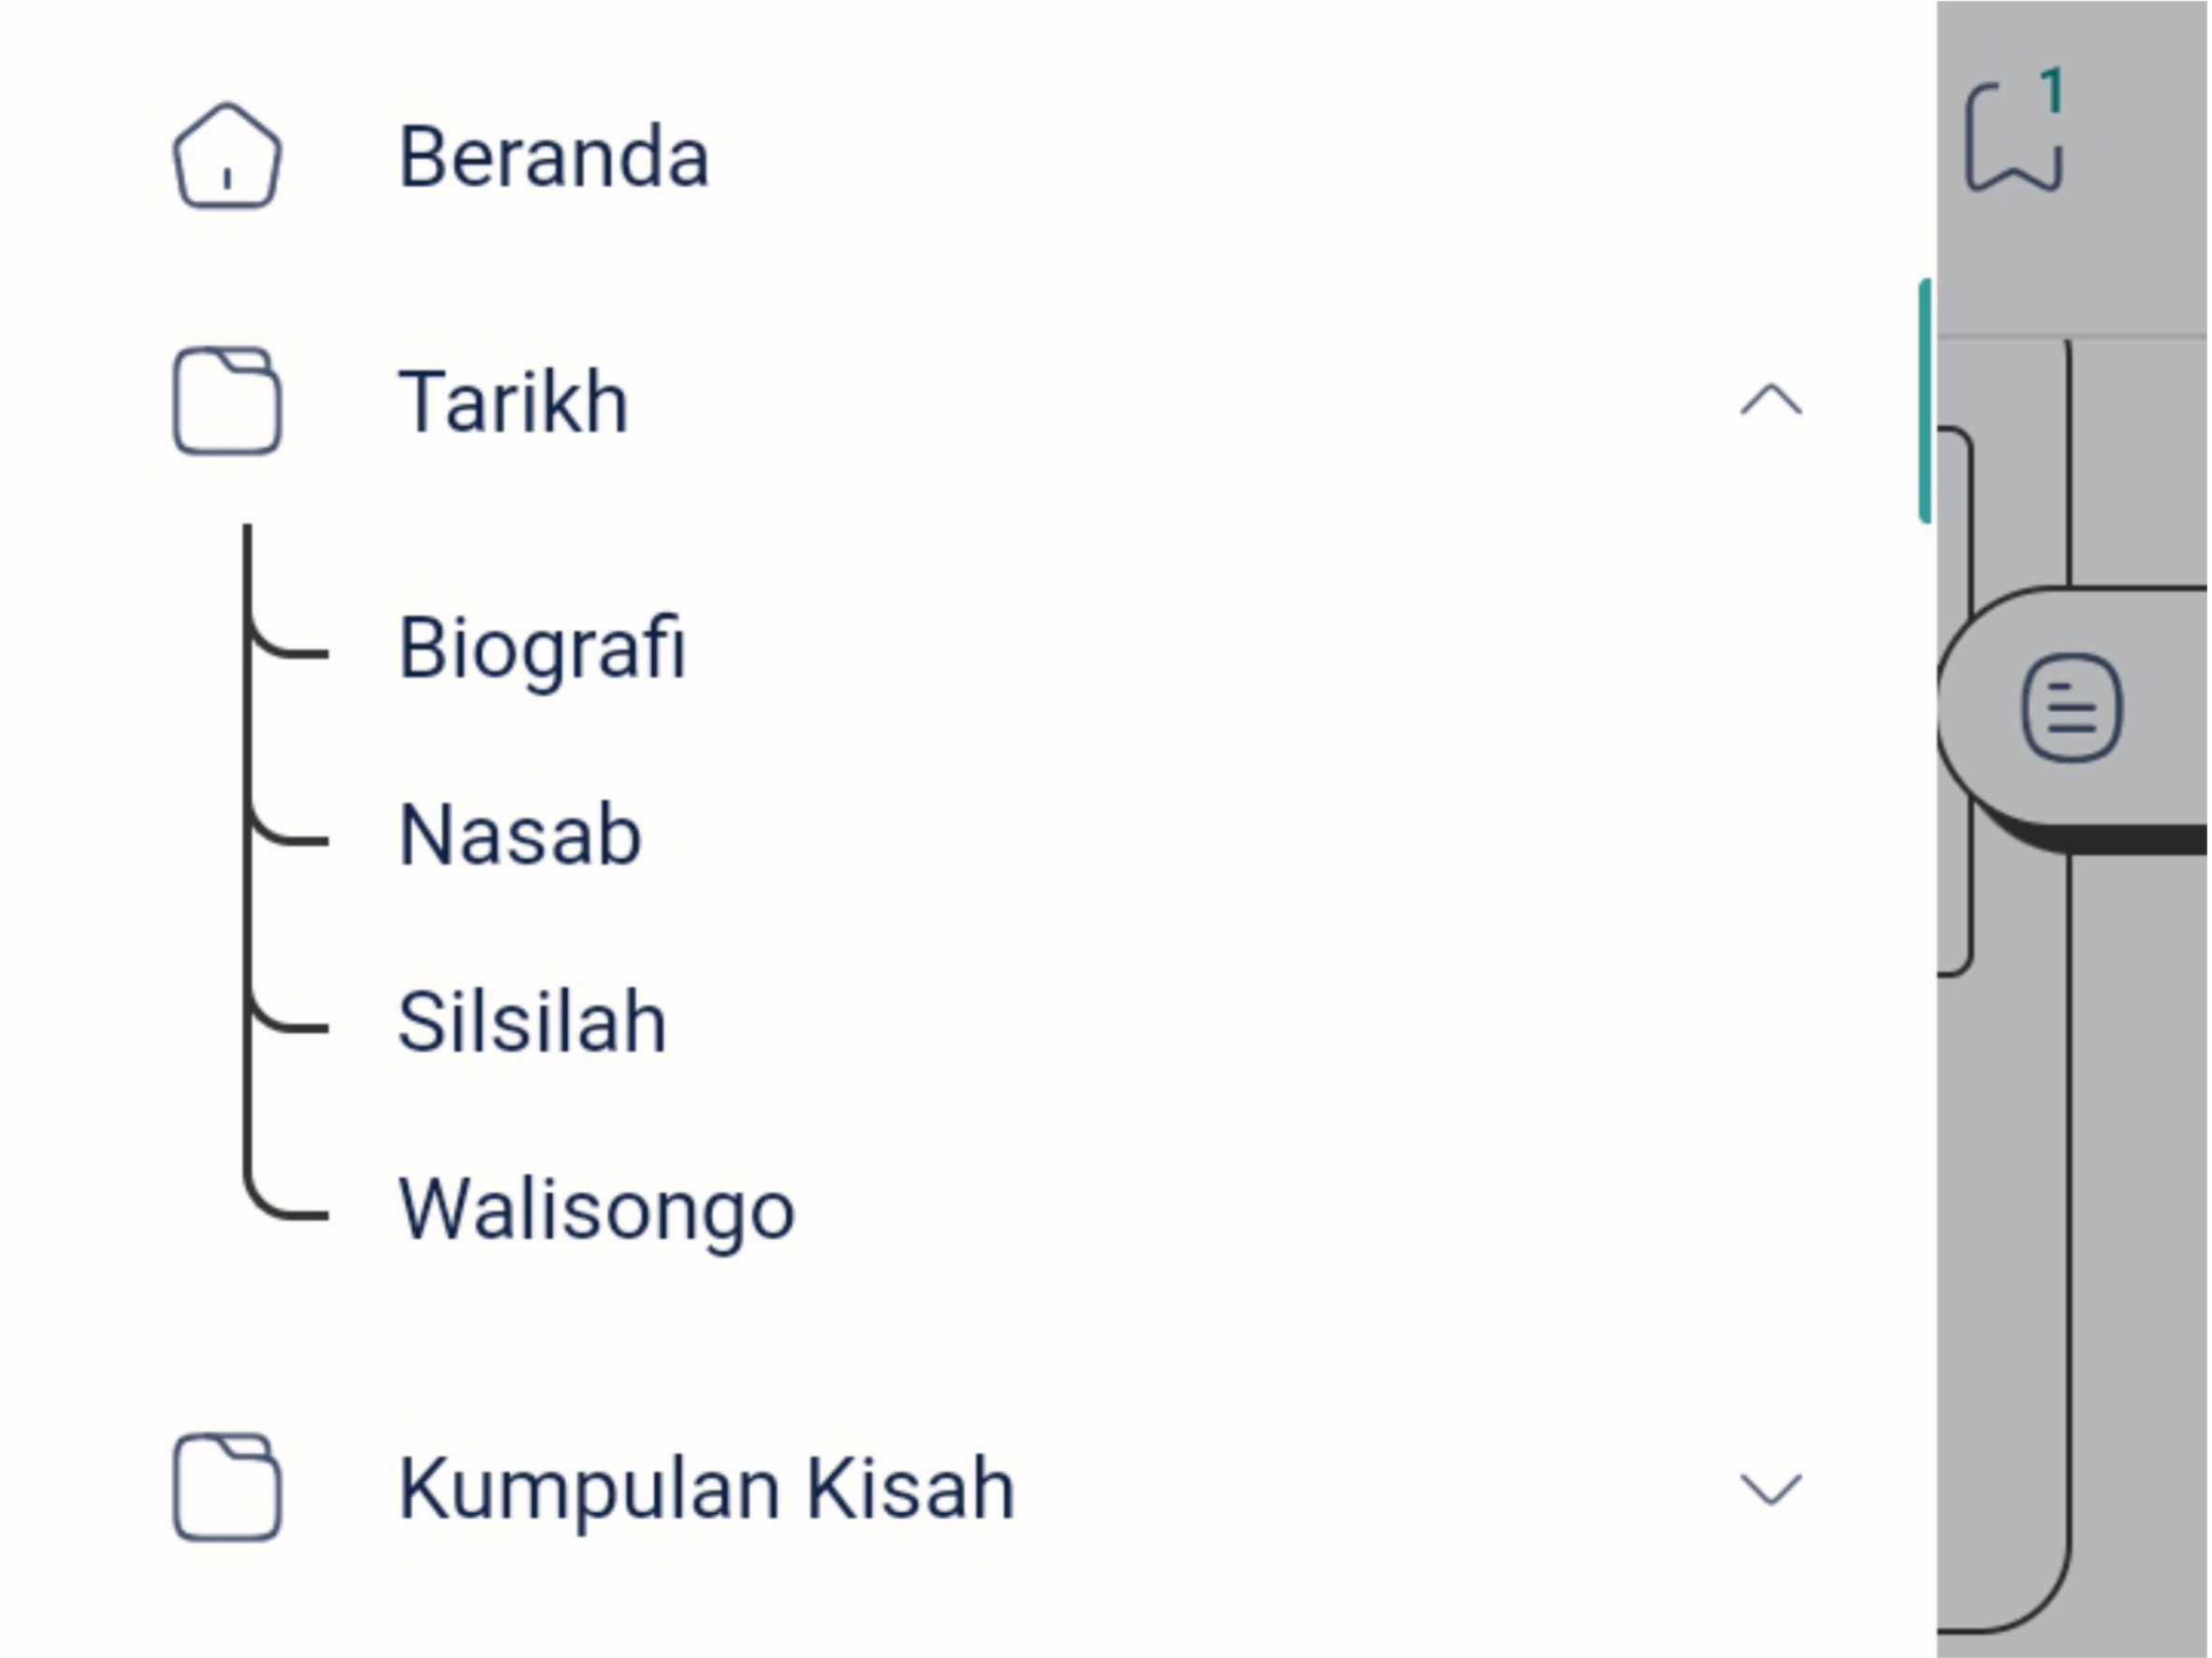 Beranda
1
Tarikh
Biografi
Nasab
Silsilah
Walisongo
Kumpulan Kisah